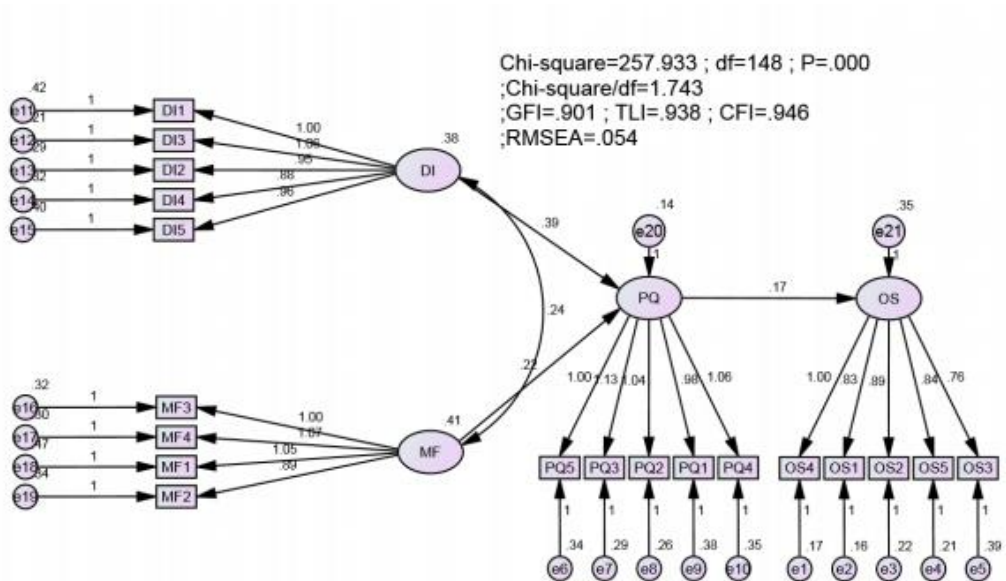 Chi-square=257.933 ; df=148 ; P=.000
;Chi-square/df=1.743
;GFI=.901 ; TLI=.938 ; CFI=.946
;RMSEA=.054
.42
e11 1 DI1 1.00
e12 1 DI3
e13 1 DI2 .95
e14 1 DI4 .88
e15 1 DI5 .96
.38
DI
.39
.24
.22
.14
e20
1
PQ
.17
.35
e21
1
OS
.32
e16 1 MF3 1.00
e17 1 MF4 1.07
e18 1 MF1 1.05
e19 1 MF2 .89
.41
MF
1.00 1.13 1.04 .98 1.06
PQ5 PQ3 PQ2 PQ1 PQ4
1 1 1 1 1
.34 .29 .26 .38 .35
e6 e7 e8 e9 e10
1.00 .83 .89 .84 .76
OS4 OS1 OS2 OS5 OS3
1 1 1 1 1
.17 .16 .22 .21 .39
e1 e2 e3 e4 e5